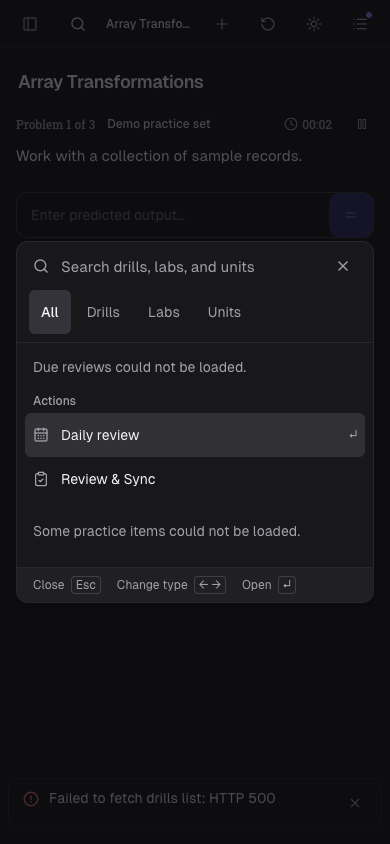 Array Transfo...
Array Transformations
Problem 1 of 3 Demo practice set 00:02
Work with a collection of sample records.
Enter predicted output...
Search drills, labs, and units
All Drills Labs Units
Due reviews could not be loaded.
Actions
Daily review
Review & Sync
Some practice items could not be loaded.
Close Esc Change type ← → Open ↵
Failed to fetch drills list: HTTP 500